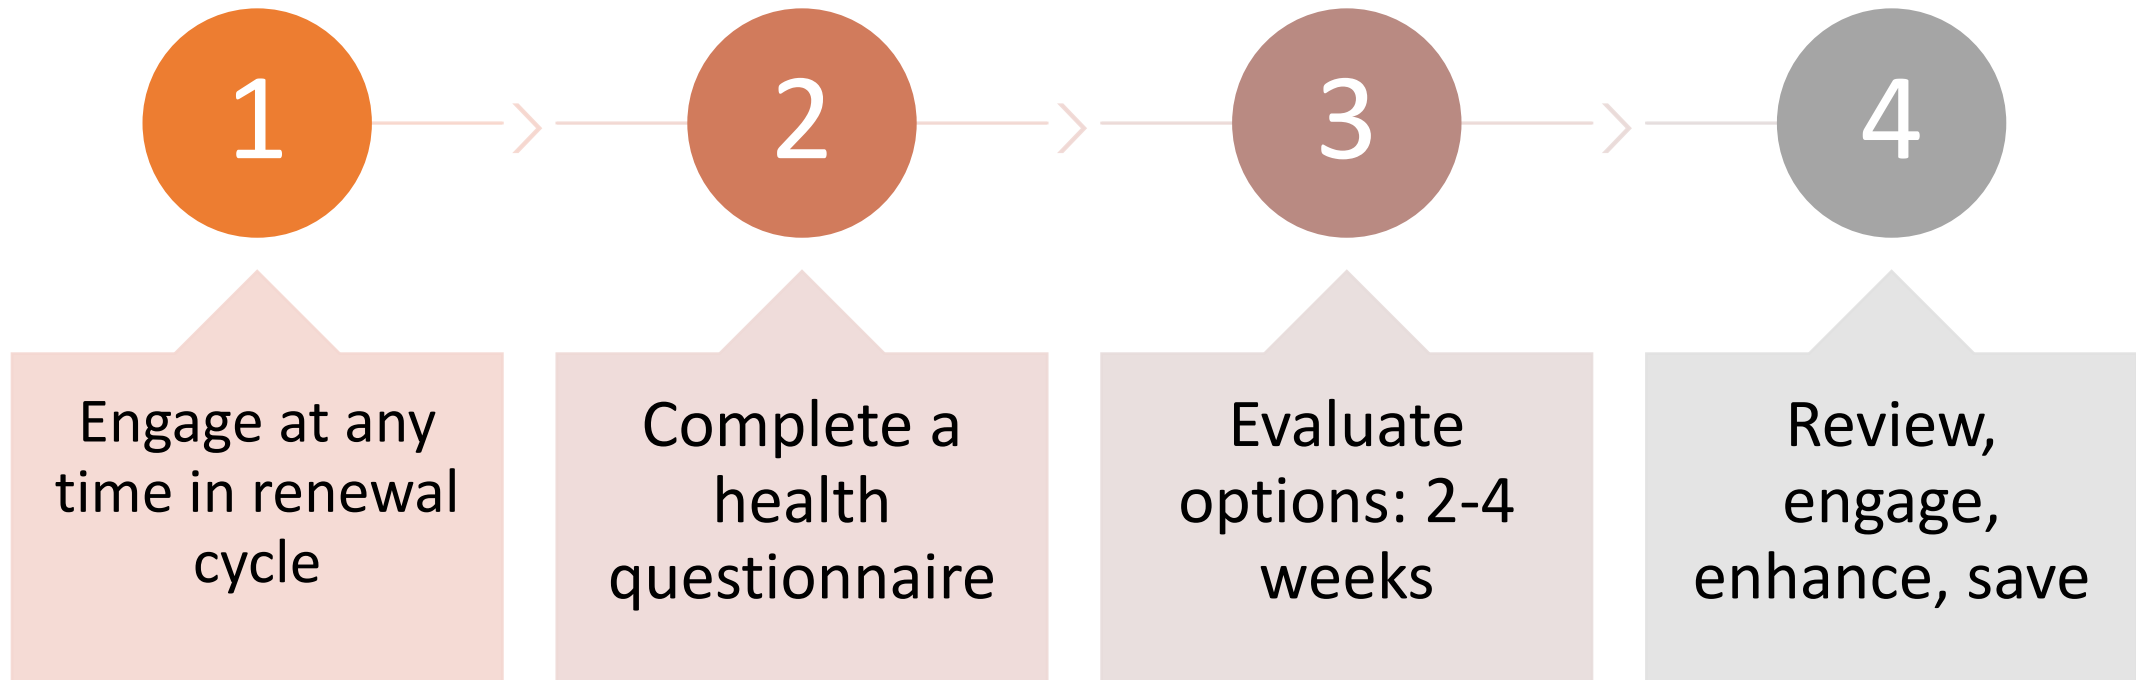 1
2
3
4
Engage at any
time in renewal
cycle
Complete a
health
questionnaire
Evaluate
options: 2-4
weeks
Review,
engage,
enhance, save